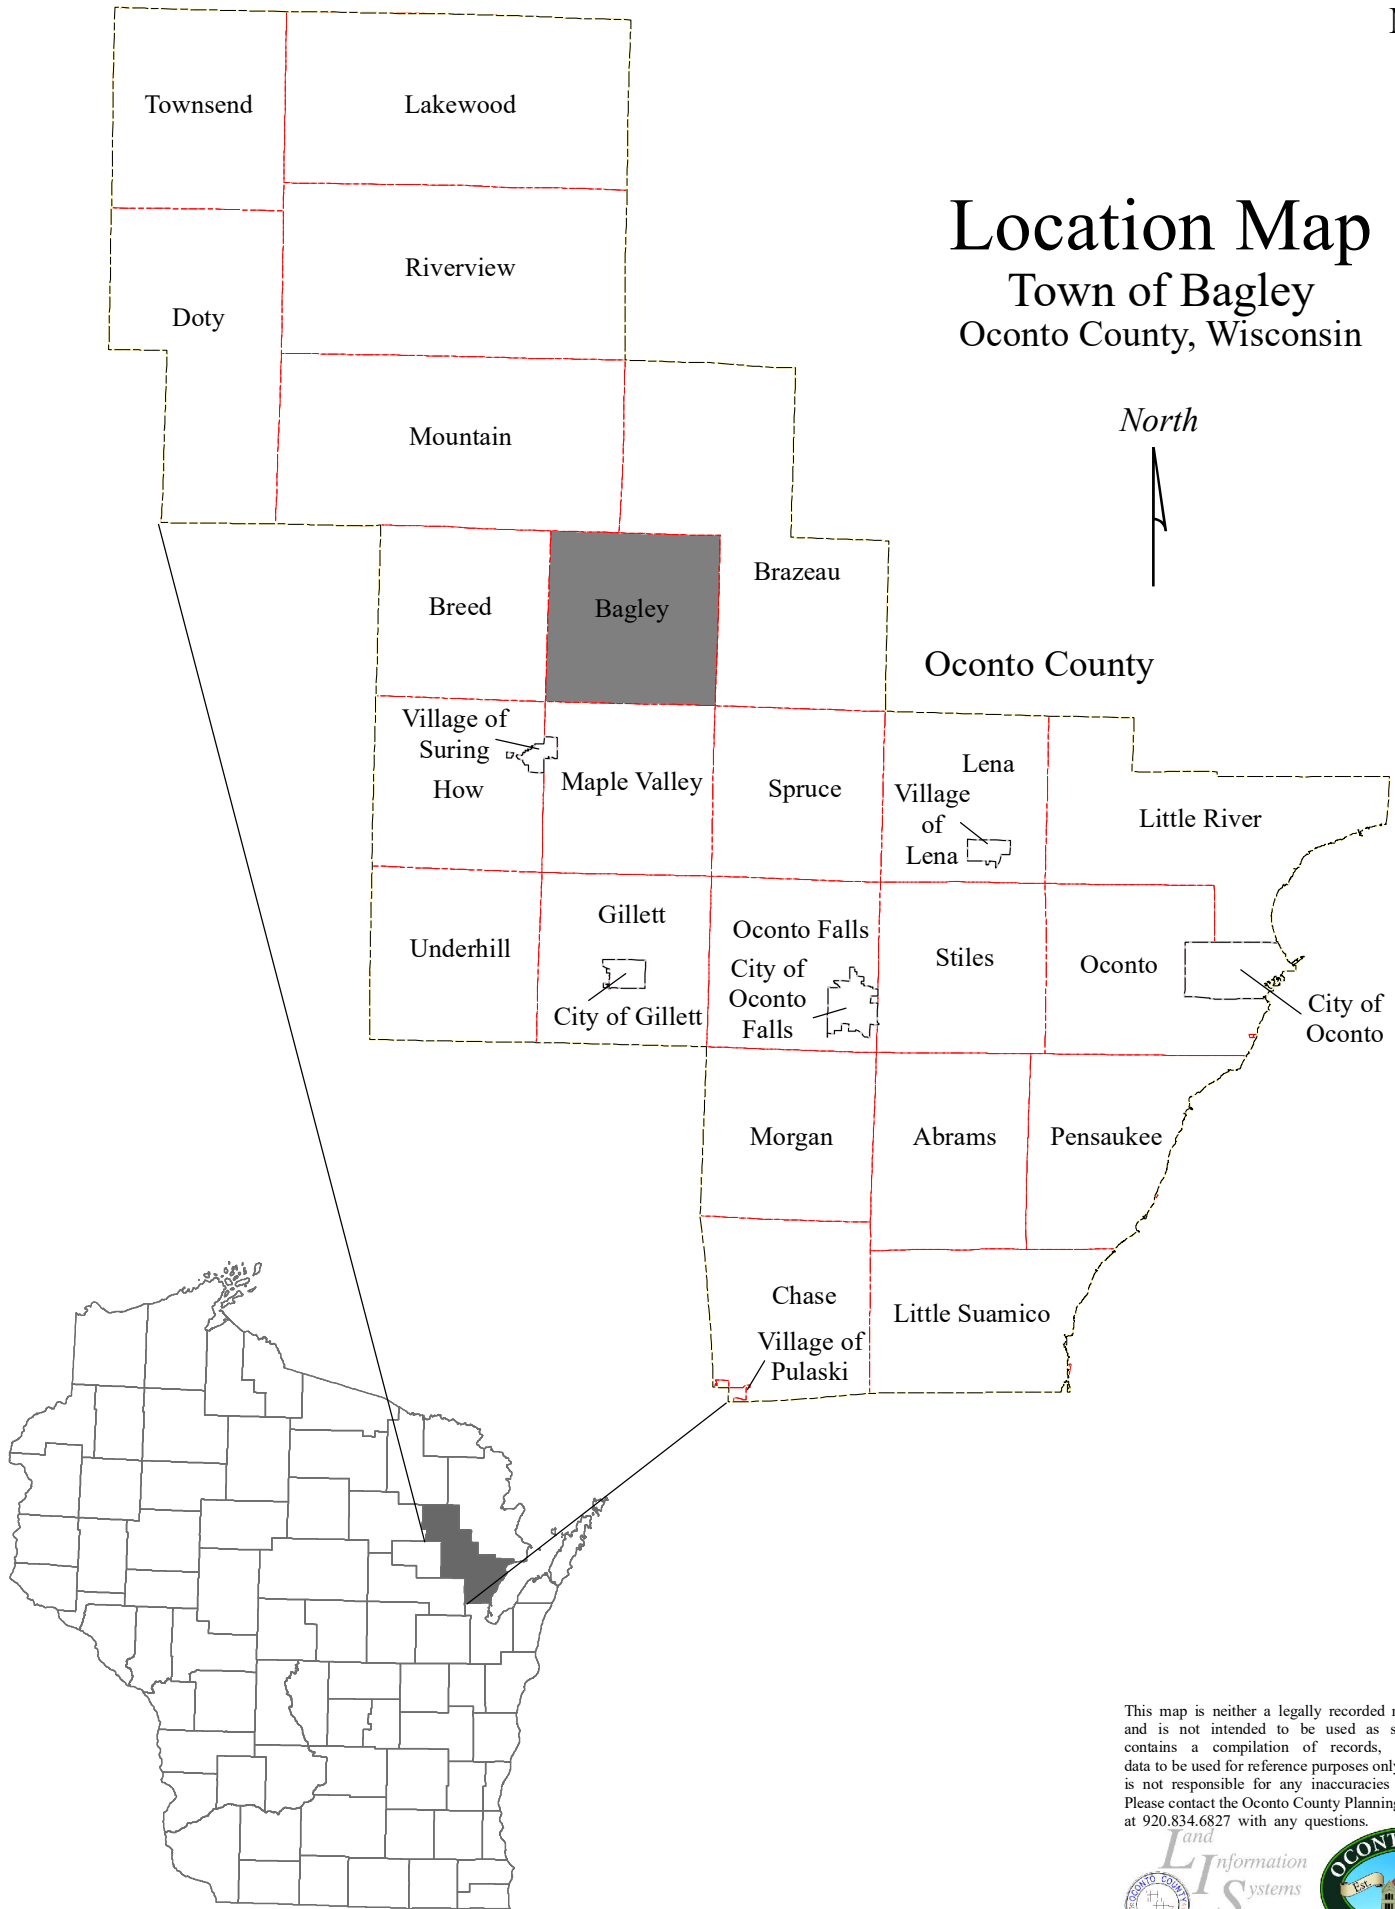 Location Map
Town of Bagley
Oconto County, Wisconsin
North
Oconto County
Townsend
Lakewood
Riverview
Doty
Mountain
Brazeau
Breed
Bagley
Village of
Suring
How
Maple Valley
Spruce
Lena
Village
of
Lena
Little River
Underhill
Gillett
City of Gillett
Oconto Falls
City of
Oconto
Falls
Stiles
Oconto
City of
Oconto
Morgan
Abrams
Pensaukee
Chase
Village of
Pulaski
Little Suamico
This map is neither a legally recorded
and is not intended to be used as
contains a compilation of records,
data to be used for reference purposes only
is not responsible for any inaccuracies
Please contact the Oconto County Planning
at 920.834.6827 with any questions.
Land
Information
Systems
OCONTO COUNTY
OCONT
Est.